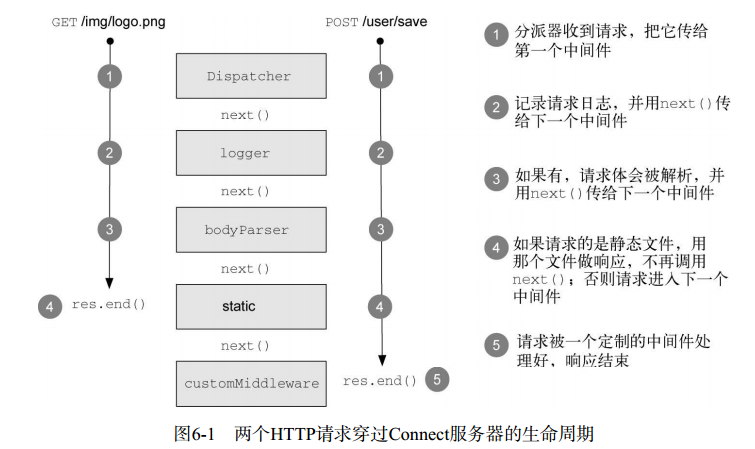 GET /img/logo.png
POST /user/save
1
Dispatcher
1
next()
2
logger
2
next()
3
bodyParser
3
next()
4
res.end()
static
4
next()
customMiddleware
res.end()
5
1
分派器收到请求，把它传给
第一个中间件
2
记录请求日志，并用next()传
给下一个中间件
3
如果有，请求体会被解析，并
用next()传给下一个中间件
4
如果请求的是静态文件，用
那个文件做响应，不再调用
next()；否则请求进入下一个
中间件
5
请求被一个定制的中间件处
理好，响应结束
图6-1 两个HTTP请求穿过Connect服务器的生命周期